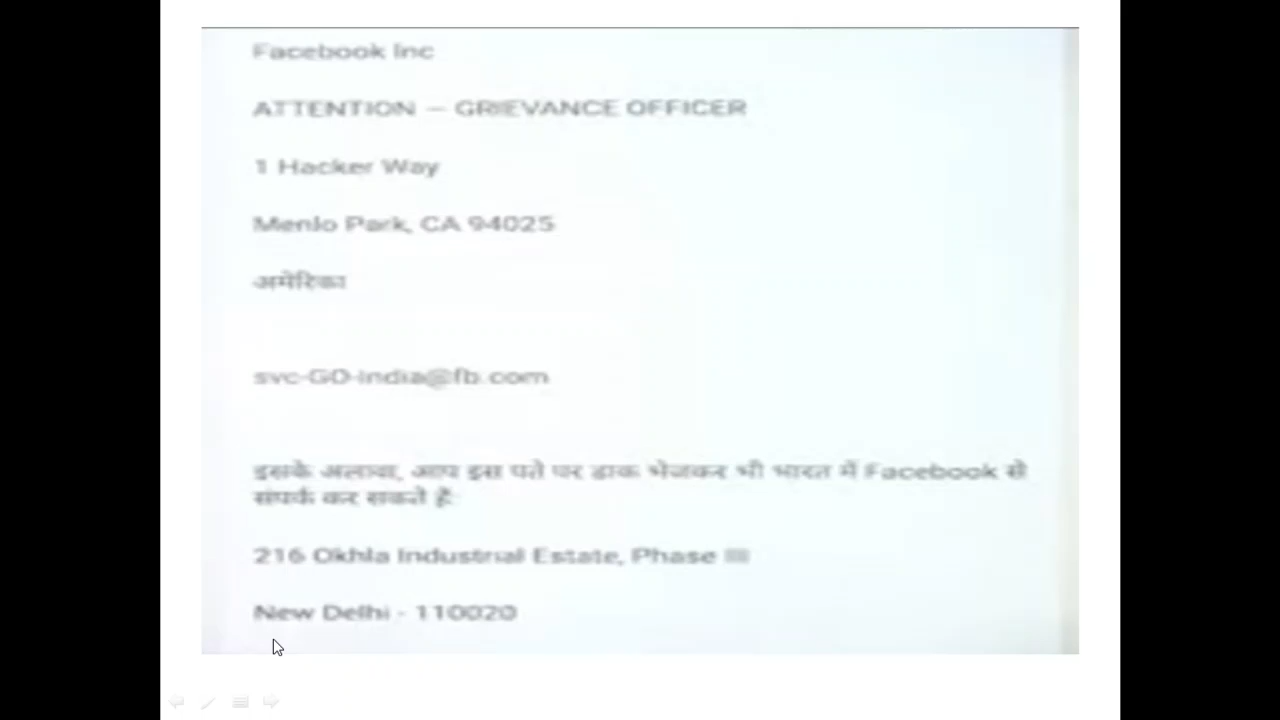 Facebook Inc
ATTENTION – GRIEVANCE OFFICER
1 Hacker Way
Menlo Park, CA 94025
अमेरिका
svc-GO-India@fb.com
इसके अलावा, आप इस पते पर डाक भेजकर भी भारत में Facebook से
संपर्क कर सकते हैं:
216 Okhla Industrial Estate, Phase III
New Delhi - 110020